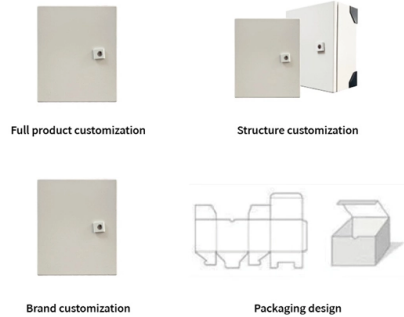 Full product customization
Structure customization
Brand customization
Packaging design